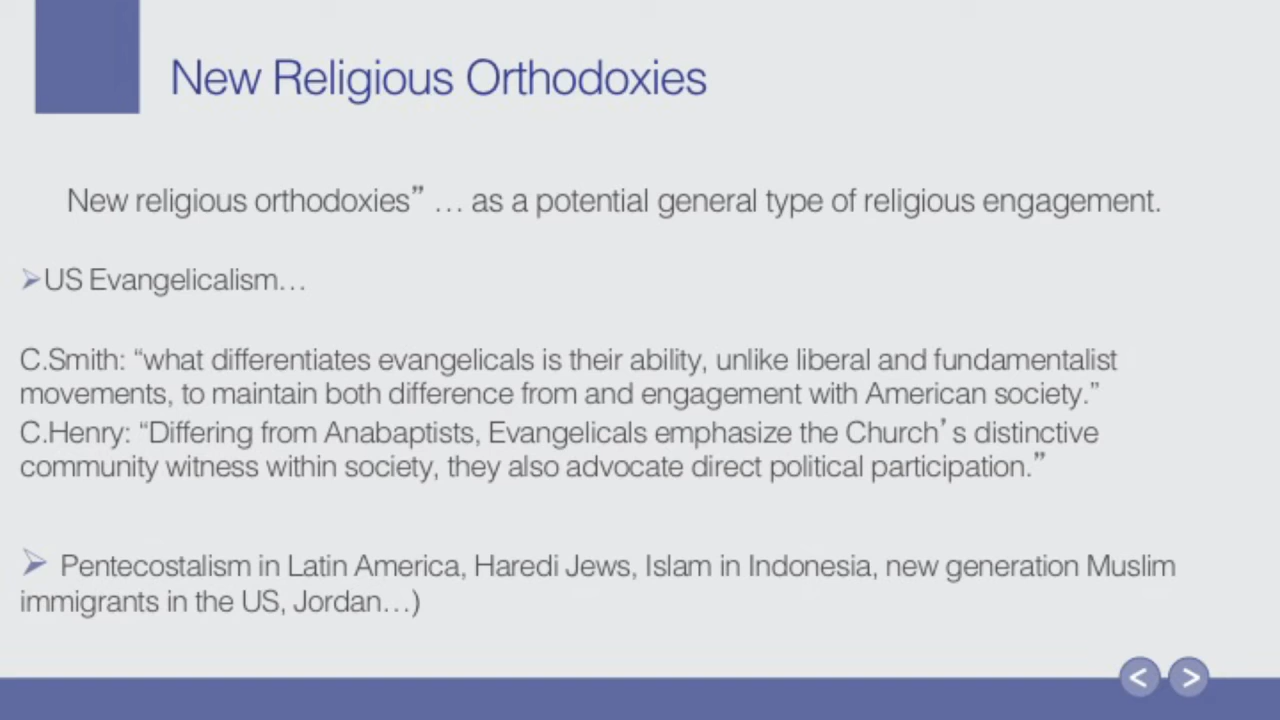 New Religious Orthodoxies
New religious orthodoxies” … as a potential general type of religious engagement.
➢US Evangelicalism…
C.Smith: “what differentiates evangelicals is their ability, unlike liberal and fundamentalist
movements, to maintain both difference from and engagement with American society.”
C.Henry: “Differing from Anabaptists, Evangelicals emphasize the Church’ s distinctive
community witness within society, they also advocate direct political participation.”
➢ Pentecostalism in Latin America, Haredi Jews, Islam in Indonesia, new generation Muslim
immigrants in the US, Jordan…)